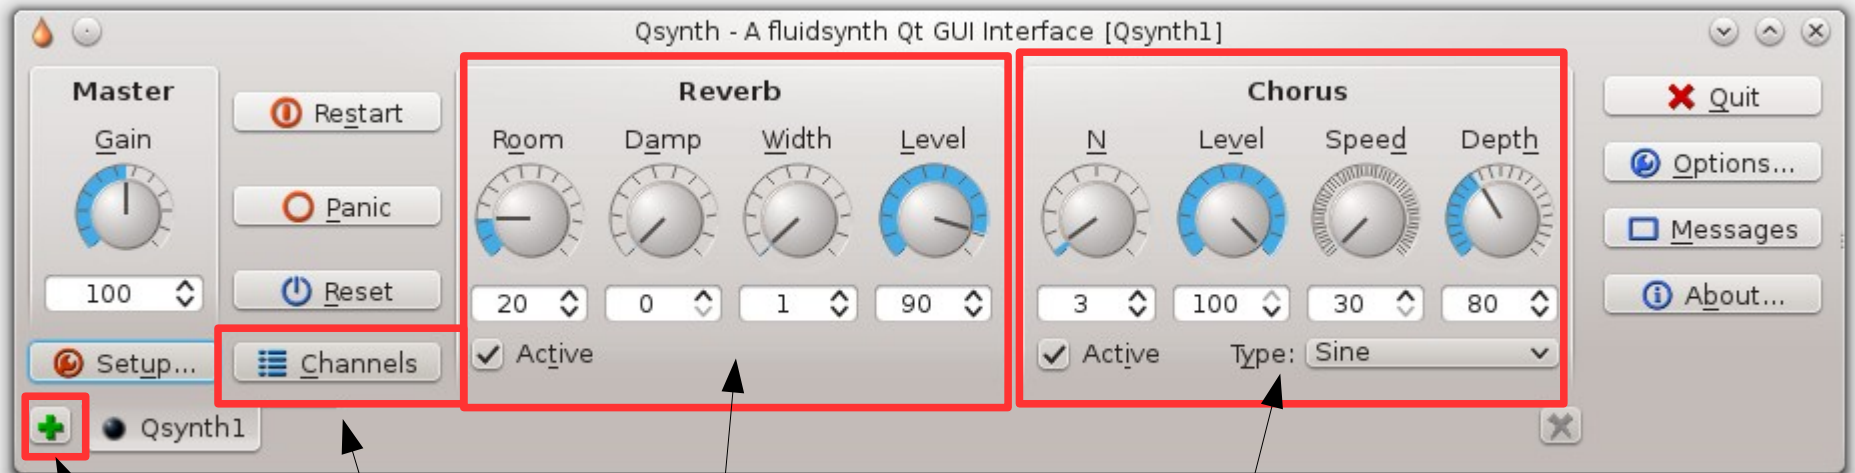 Qsynth - A fluidsynth Qt GUI Interface [Qsynth1]
Master
Gain
100
Setup...
Restart
Panic
Reset
Channels
Reverb
Room Damp Width Level
20 0 1 90
Active
Chorus
N Level Speed Depth
3 100 30 80
Active Type: Sine
Quit
Options...
Messages
About...
Qsynth1